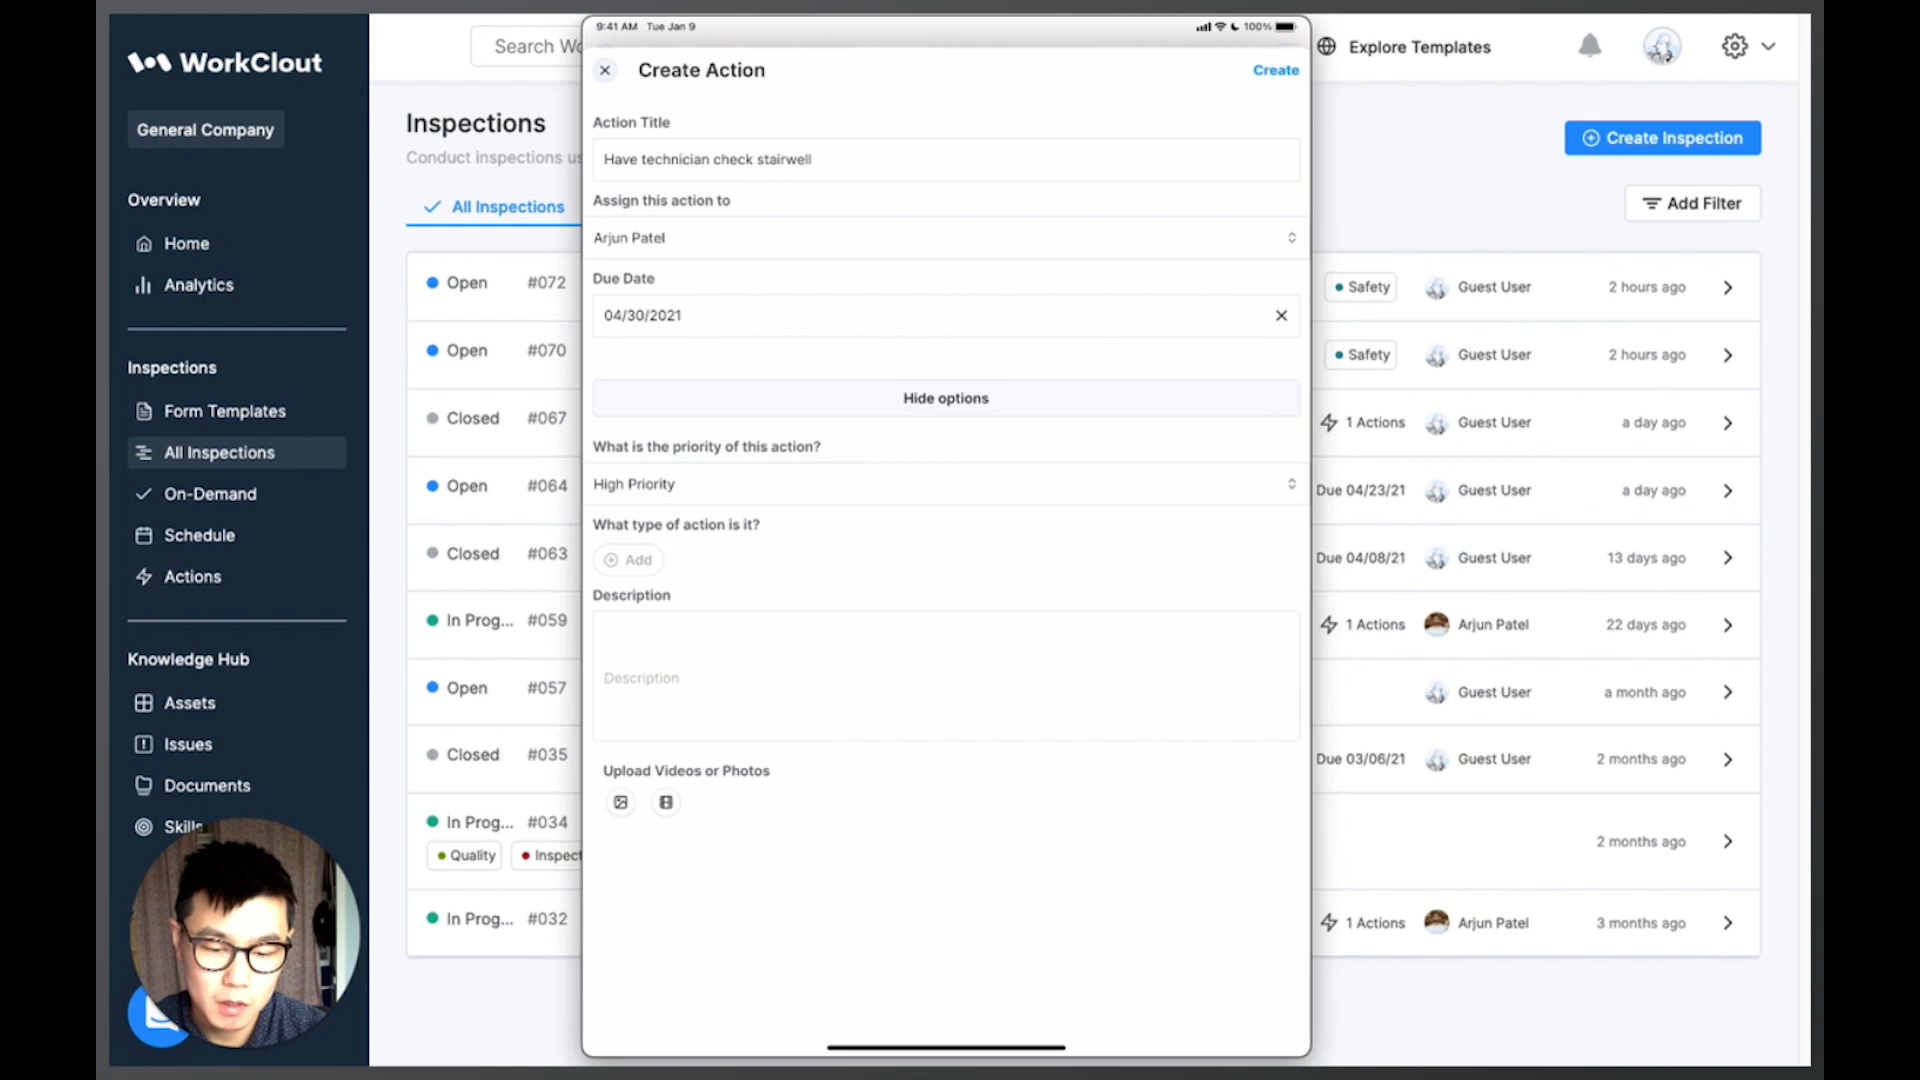 WorkClout
General Company
Overview
Home
Analytics
Inspections
Form Templates
All Inspections
On-Demand
Schedule
Actions
Knowledge Hub
Assets
Issues
Documents
Skills
Search
Explore Templates
Inspections
Conduct inspections
Create Inspection
All Inspections
Add Filter
Open #072
Safety Guest User 2 hours ago
Open #070
Safety Guest User 2 hours ago
Closed #067
1 Actions Guest User a day ago
Open #064
Due 04/23/21 Guest User a day ago
Closed #063
Due 04/08/21 Guest User 13 days ago
In Prog... #059
1 Actions Arjun Patel 22 days ago
Open #057
Guest User a month ago
Closed #035
Due 03/06/21 Guest User 2 months ago
In Prog... #034
Quality Inspect
2 months ago
In Prog... #032
1 Actions Arjun Patel 3 months ago
9:41 AM Tue Jan 9
100%
Create Action
Create
Action Title
Have technician check stairwell
Assign this action to
Arjun Patel
Due Date
04/30/2021
Hide options
What is the priority of this action?
High Priority
What type of action is it?
Add
Description
Description
Upload Videos or Photos